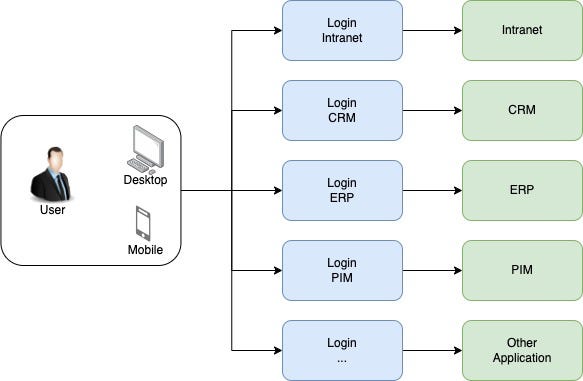 Login
Intranet
Intranet
Login
CRM
CRM
Desktop
User
Login
ERP
ERP
Mobile
Login
PIM
PIM
Login
...
Other
Application